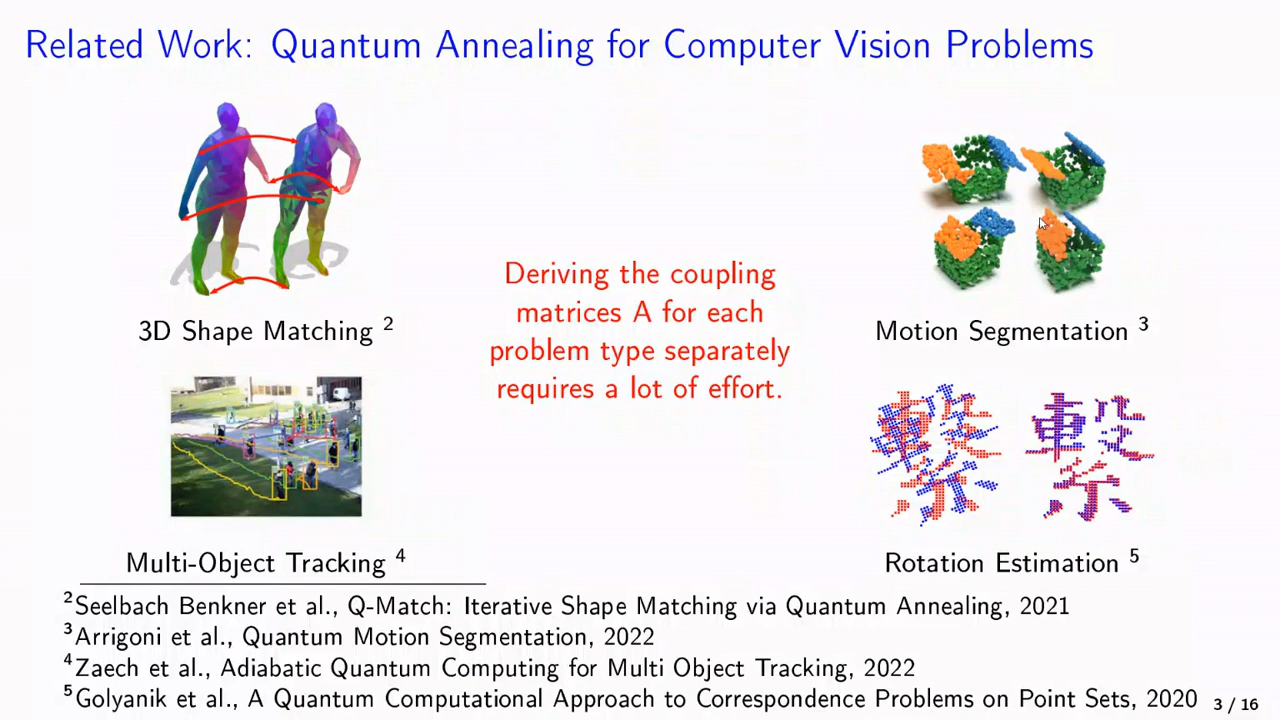 Related Work: Quantum Annealing for Computer Vision Problems
3D Shape Matching 2
Deriving the coupling
matrices A for each
problem type separately
requires a lot of effort.
Motion Segmentation 3
Multi-Object Tracking 4
Rotation Estimation 5
2Seelbach Benkner et al., Q-Match: Iterative Shape Matching via Quantum Annealing, 2021
3Arrigoni et al., Quantum Motion Segmentation, 2022
4Zaech et al., Adiabatic Quantum Computing for Multi Object Tracking, 2022
5Golyanik et al., A Quantum Computational Approach to Correspondence Problems on Point Sets, 2020
3 / 16